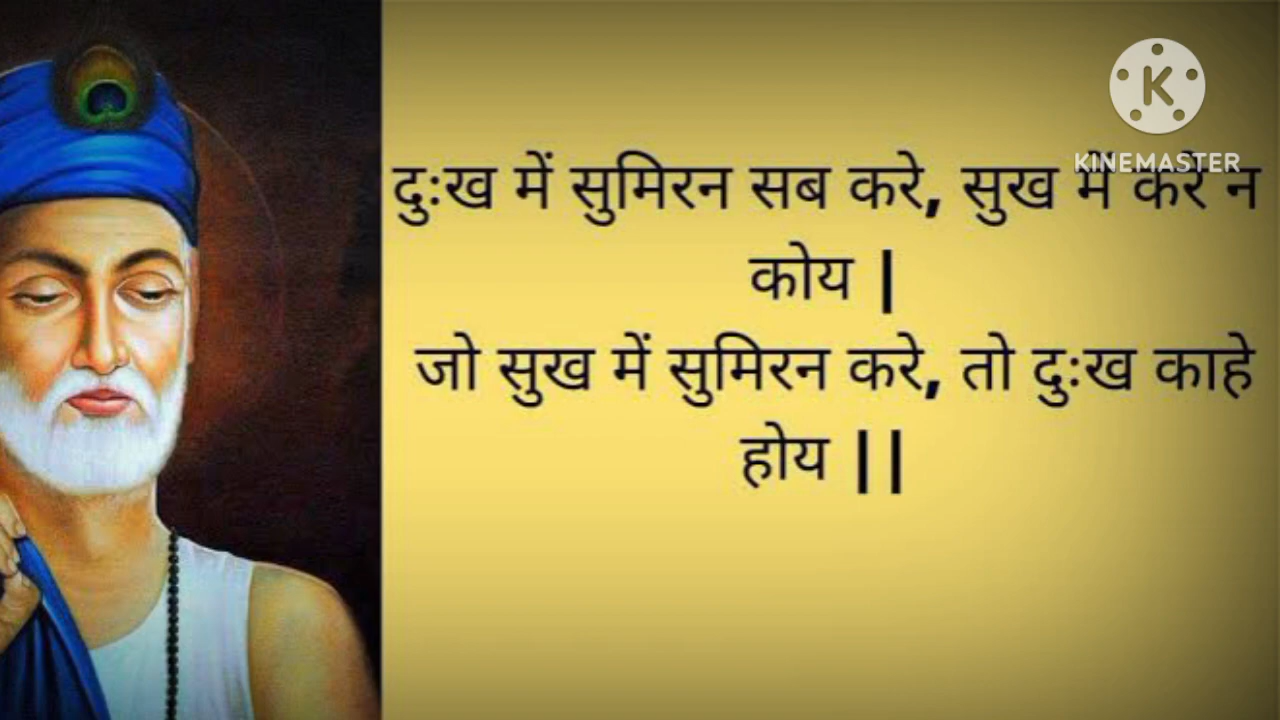 KINEMASTER
दुःख में सुमिरन सब करे, सुख में करे न
कोय |
जो सुख में सुमिरन करे, तो दुःख काहे
होय ||